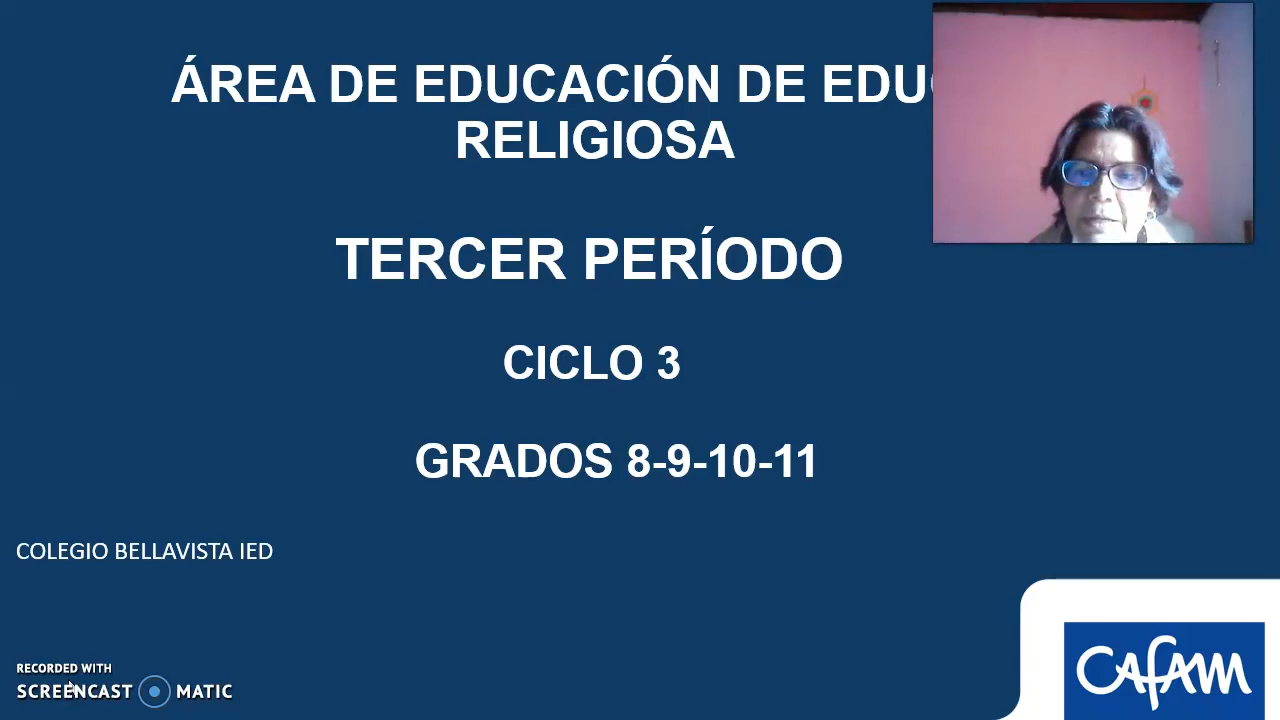 ÁREA DE EDUCACIÓN DE
RELIGIOSA
TERCER PERÍODO
CICLO 3
GRADOS 8-9-10-11
COLEGIO BELLAVISTA IED
RECORDED WITH
SCREENCAST MATIC
CAFAM